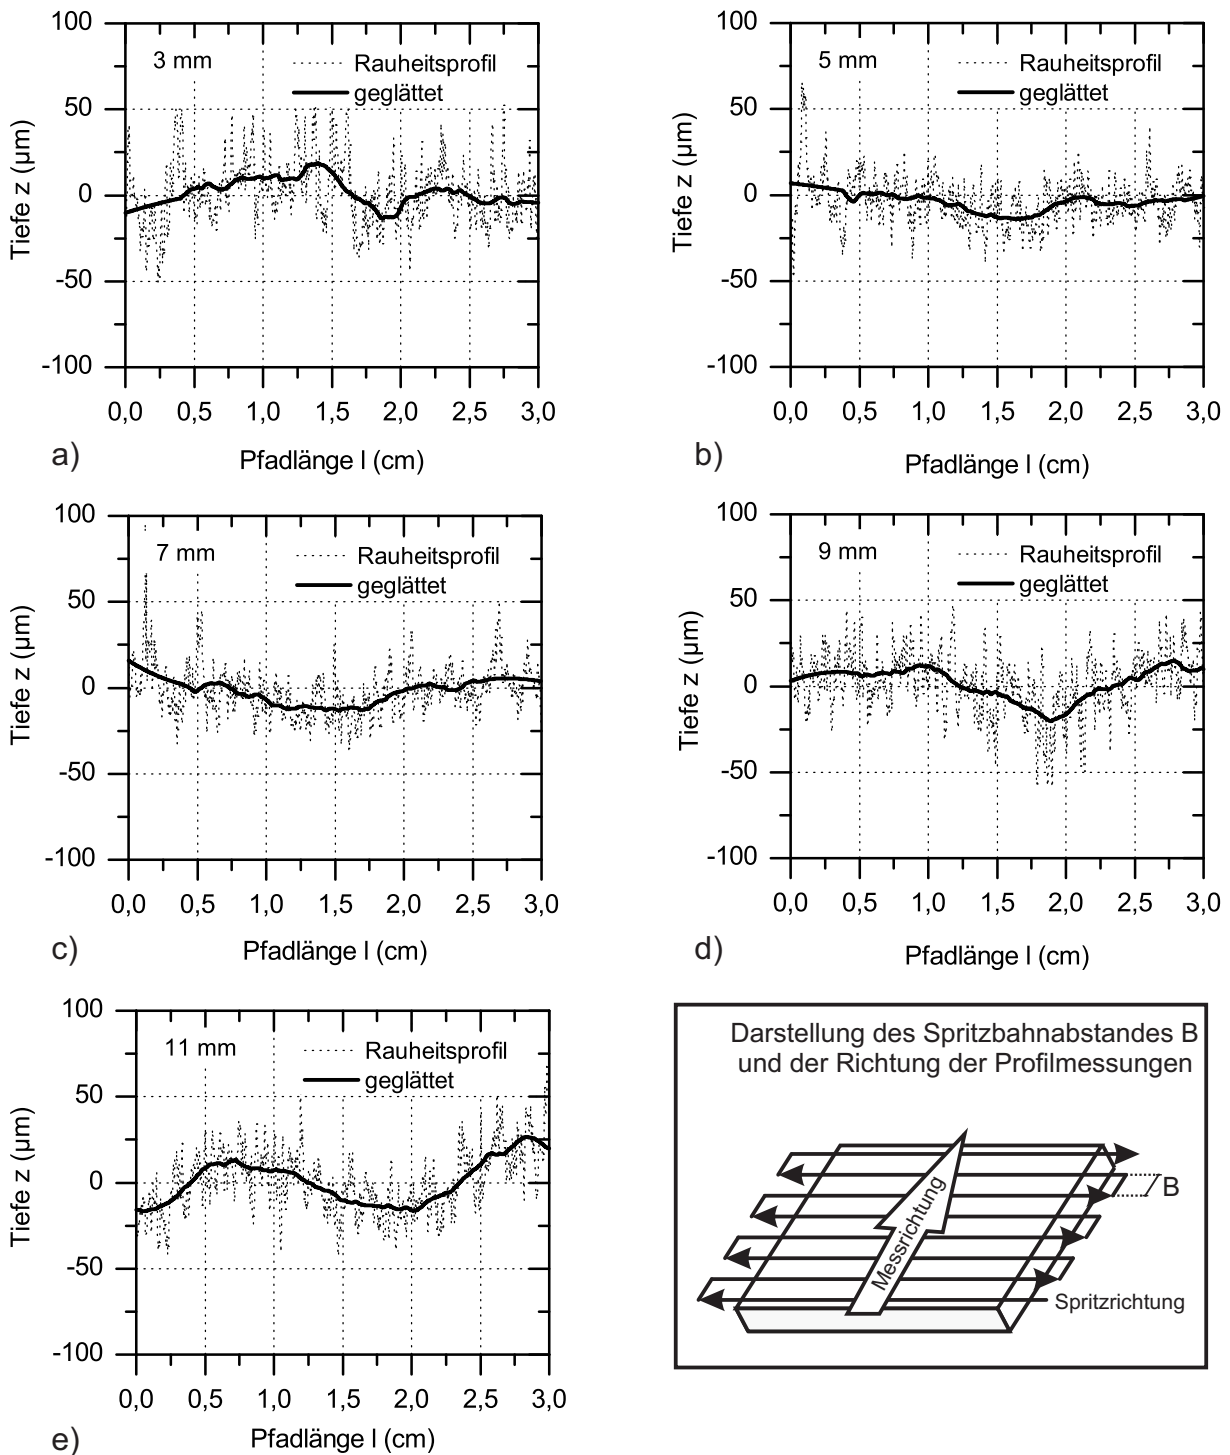 100
3 mm
Rauheitsprofil
geglättet
50
0
-50
-100
Tiefe z (µm)
0,0 0,5 1,0 1,5 2,0 2,5 3,0
a)
Pfadlänge l (cm)
100
5 mm
Rauheitsprofil
geglättet
50
0
-50
-100
Tiefe z (µm)
0,0 0,5 1,0 1,5 2,0 2,5 3,0
b)
Pfadlänge l (cm)
100
7 mm
Rauheitsprofil
geglättet
50
0
-50
-100
Tiefe z (µm)
0,0 0,5 1,0 1,5 2,0 2,5 3,0
c)
Pfadlänge l (cm)
100
9 mm
Rauheitsprofil
geglättet
50
0
-50
-100
Tiefe z (µm)
0,0 0,5 1,0 1,5 2,0 2,5 3,0
d)
Pfadlänge l (cm)
100
11 mm
Rauheitsprofil
geglättet
50
0
-50
-100
Tiefe z (µm)
0,0 0,5 1,0 1,5 2,0 2,5 3,0
e)
Pfadlänge l (cm)
Darstellung des Spritzbahnabstandes B
und der Richtung der Profilmessungen
B
Messrichtung
Spritzrichtung